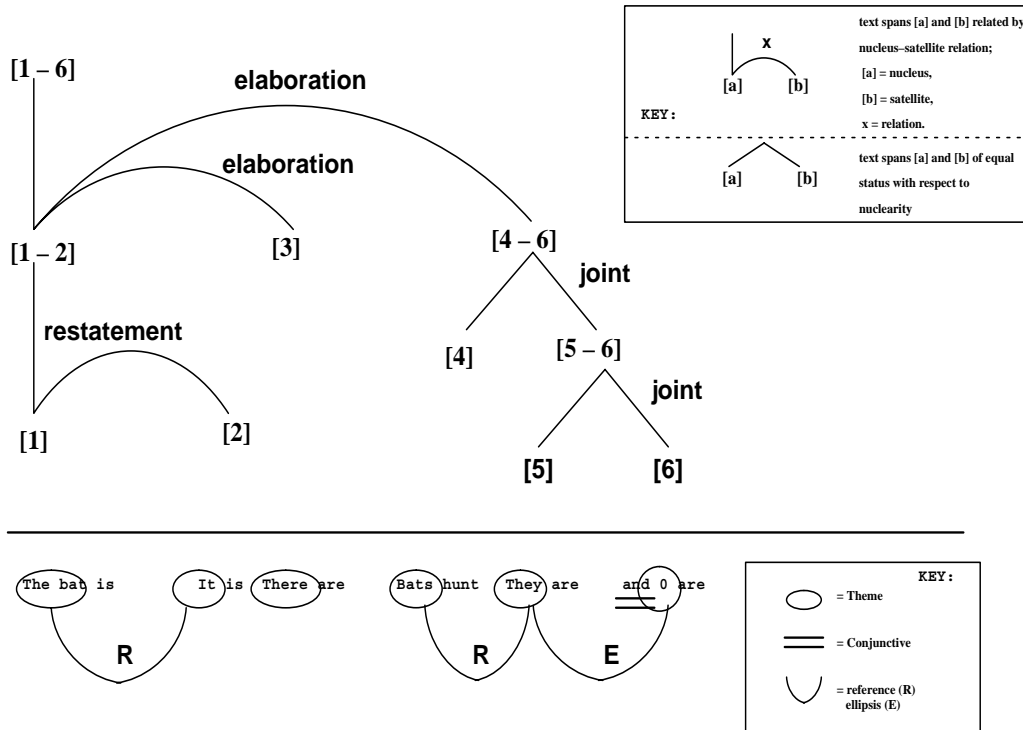 [1 – 6]
elaboration
elaboration
[1 – 2]
[3]
[4 – 6]
joint
restatement
[4]
[5 – 6]
joint
[1]
[2]
[5]
[6]
x
[a]
[b]
KEY:
text spans [a] and [b] related by
nucleus–satellite relation;
[a] = nucleus,
[b] = satellite,
x = relation.
[a]
[b]
text spans [a] and [b] of equal
status with respect to
nuclearity
The bat is It is There are Bats hunt They are and 0 are
R
R
E
KEY:
= Theme
= Conjunctive
= reference (R)
ellipsis (E)